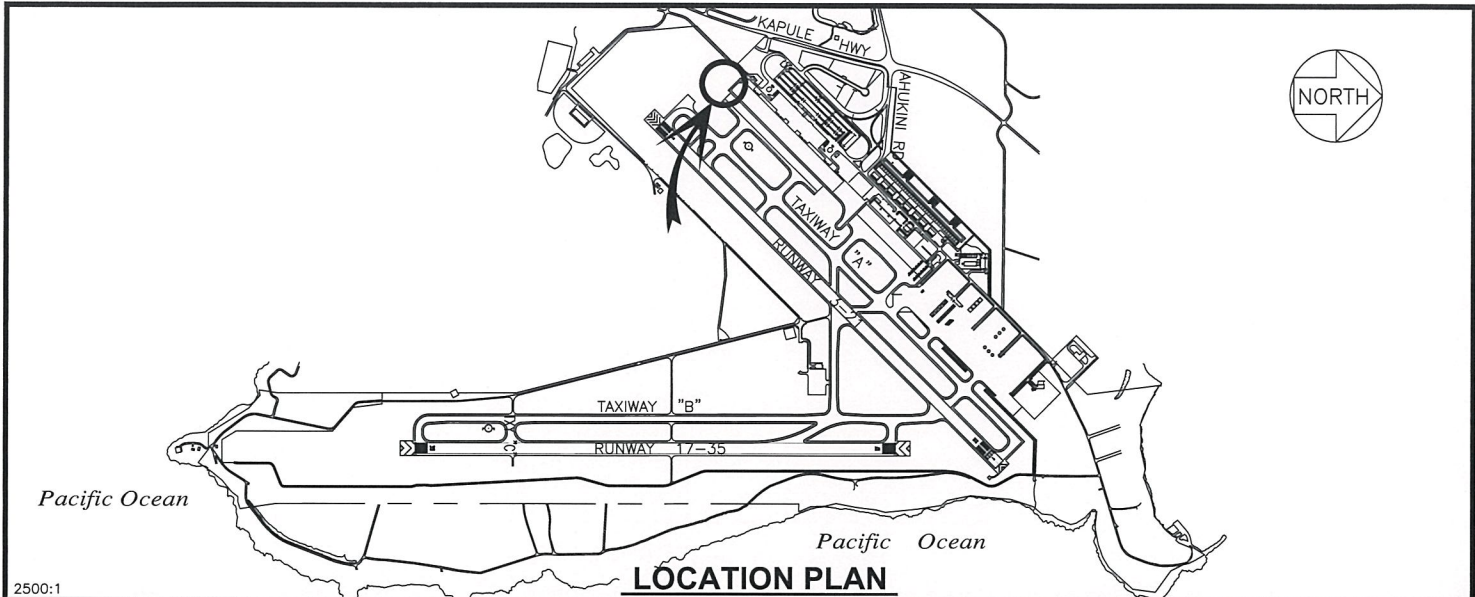 KAPULE HWY
AHUKINI RD
NORTH
TAXIWAY "A"
RUNWAY
TAXIWAY "B"
RUNWAY 17-35
Pacific Ocean
Pacific Ocean
LOCATION PLAN
2500:1